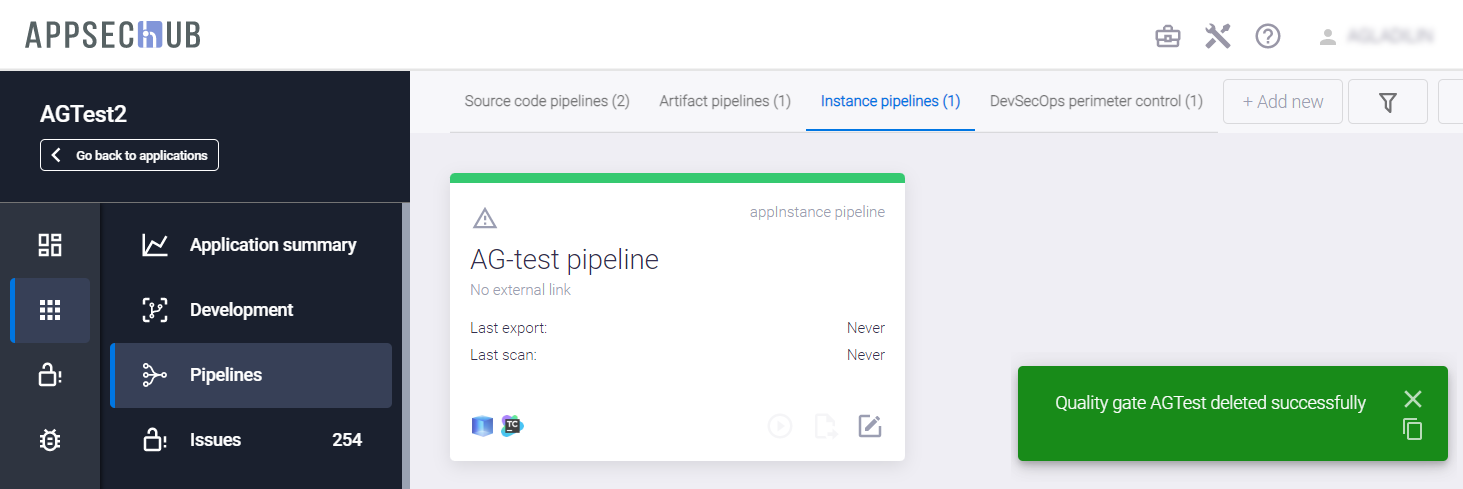 APPSECHUB
AGTest2
Go back to applications
Application summary
Development
Pipelines
Issues 254
Source code pipelines (2) Artifact pipelines (1) Instance pipelines (1) DevSecOps perimeter control (1) + Add new
appInstance pipeline
AG-test pipeline
No external link
Last export: Never
Last scan: Never
TC
Quality gate AGTest deleted successfully